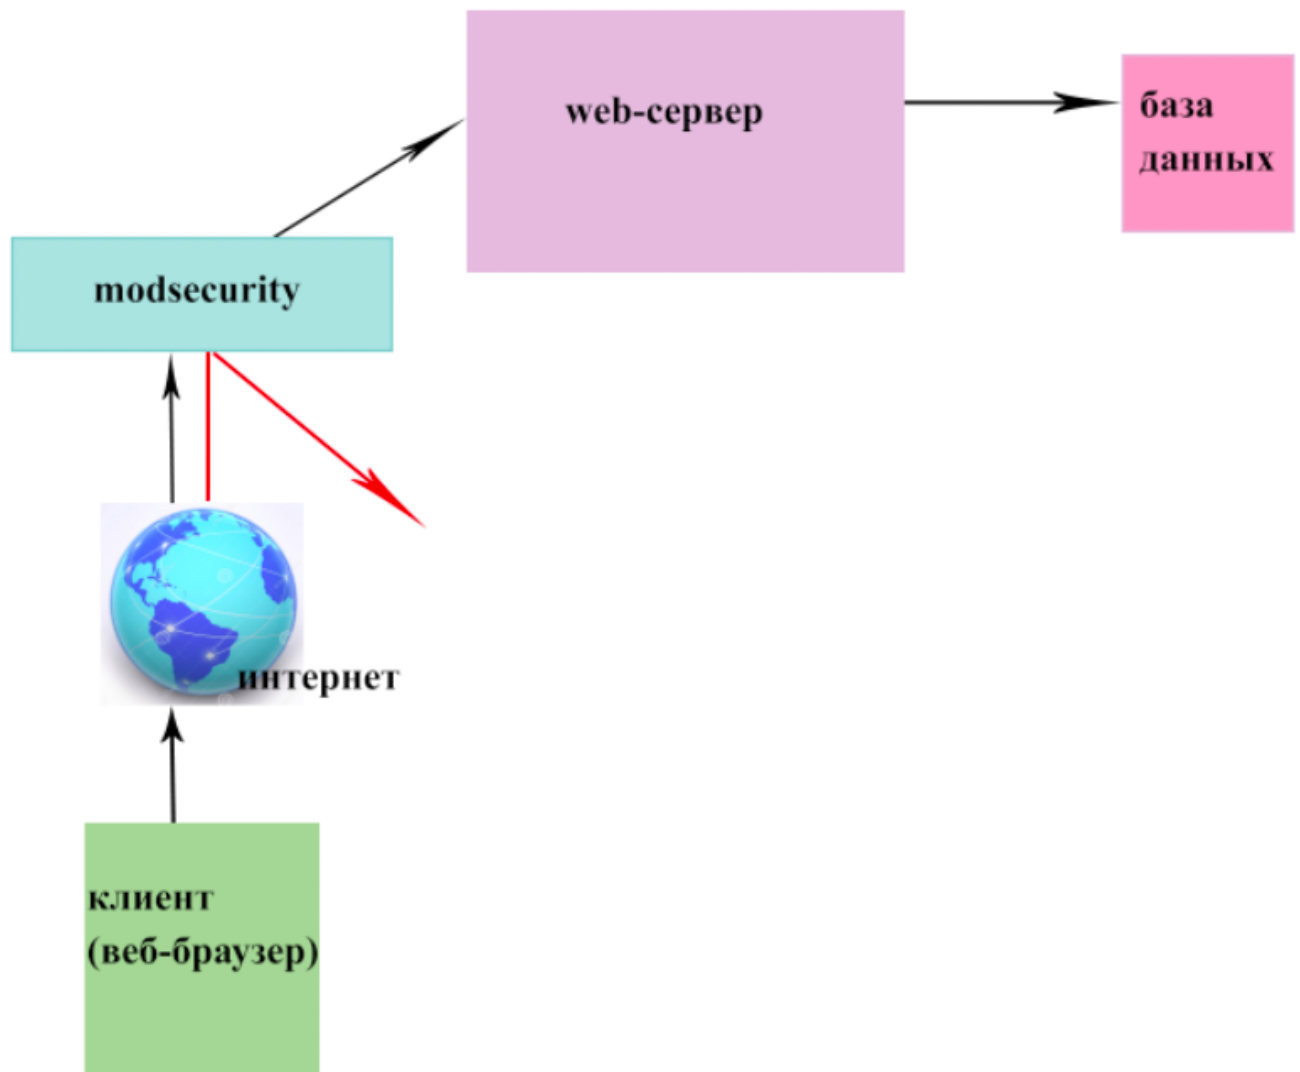 web-сервер
база
данных
modsecurity
интернет
клиент
(веб-браузер)